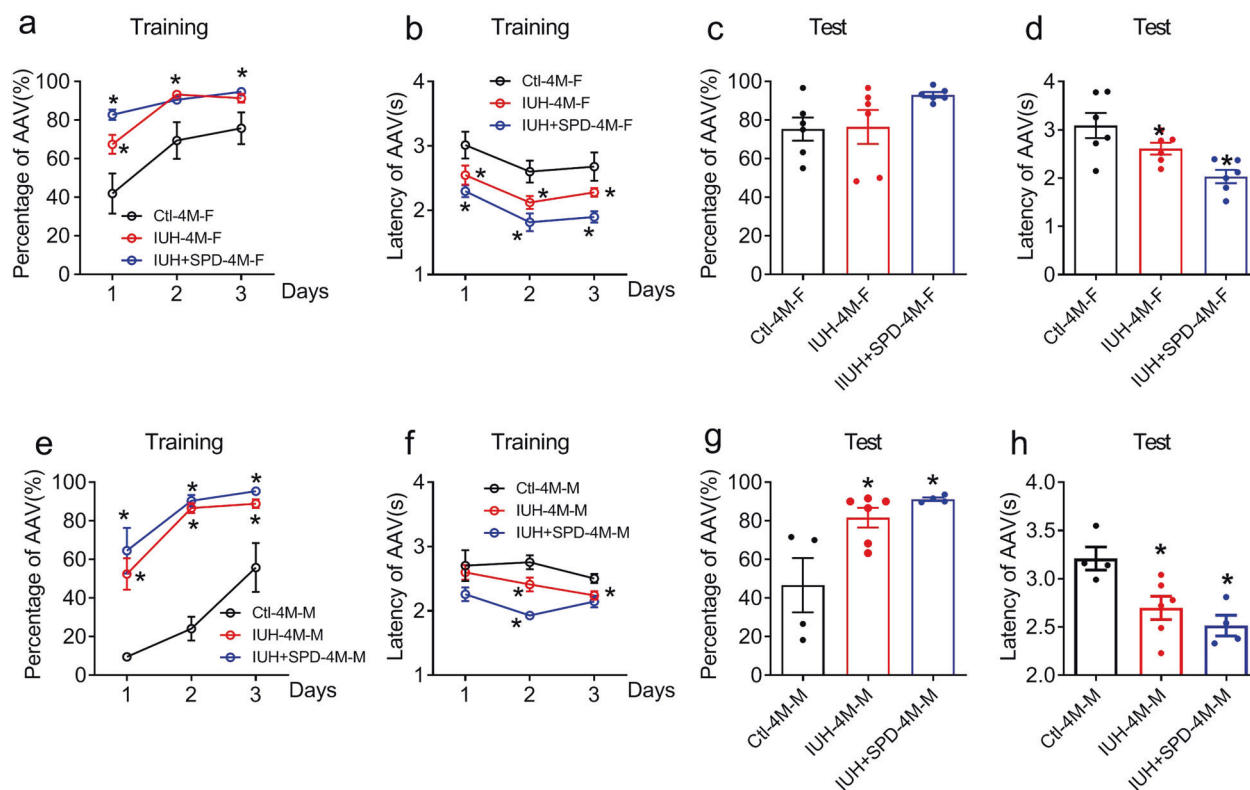 a
Training
Percentage of AAV(%)
100
80
60
40
20
0
*
*
*
*
Ctl-4M-F
IUH-4M-F
IUH+SPD-4M-F
1
2
3
Days
b
Training
Latency of AAV(s)
4
3
2
1
Ctl-4M-F
IUH-4M-F
IUH+SPD-4M-F
*
*
*
*
*
*
1
2
3
Days
c
Test
Percentage of AAV(%)
100
80
60
40
20
0
Ctl-4M-F
IUH-4M-F
IIUH+SPD-4M-F
d
Test
Latency of AAV(s)
4
3
2
1
0
*
*
Ctl-4M-F
IUH-4M-F
IUH+SPD-4M-F
e
Training
Percentage of AAV(%)
100
80
60
40
20
0
*
*
*
*
*
*
Ctl-4M-M
IUH-4M-M
IUH+SPD-4M-M
1
2
3
Days
f
Training
Latency of AAV(s)
4
3
2
1
Ctl-4M-M
IUH-4M-M
IUH+SPD-4M-M
*
*
*
1
2
3
Days
g
Test
Percentage of AAV(%)
100
80
60
40
20
0
*
*
Ctl-4M-M
IUH-4M-M
IUH+SPD-4M-M
h
Test
Latency of AAV(s)
4.0
3.5
3.0
2.5
2.0
*
*
Ctl-4M-M
IUH-4M-M
IUH+SPD-4M-M